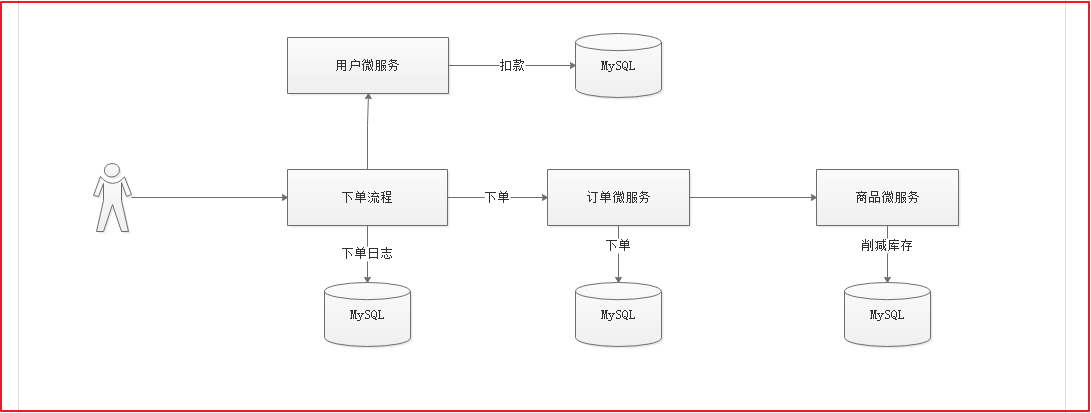 用户微服务
扣款
MySQL
下单流程
下单
订单微服务
商品微服务
下单日志
下单
削减库存
MySQL
MySQL
MySQL